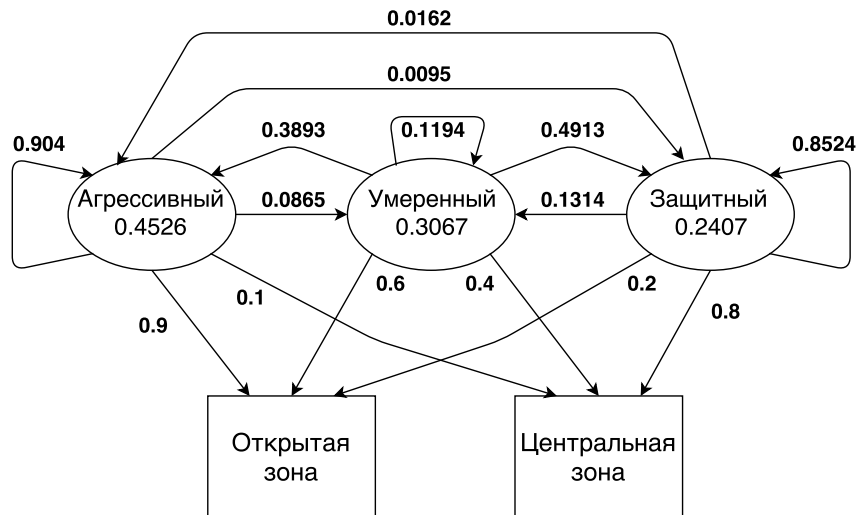 0.0162
0.0095
0.904
0.3893
0.1194
0.4913
0.8524
Агрессивный
0.4526
0.0865
Умеренный
0.3067
0.1314
Защитный
0.2407
0.9
0.1
0.6
0.4
0.2
0.8
Открытая
зона
Центральная
зона